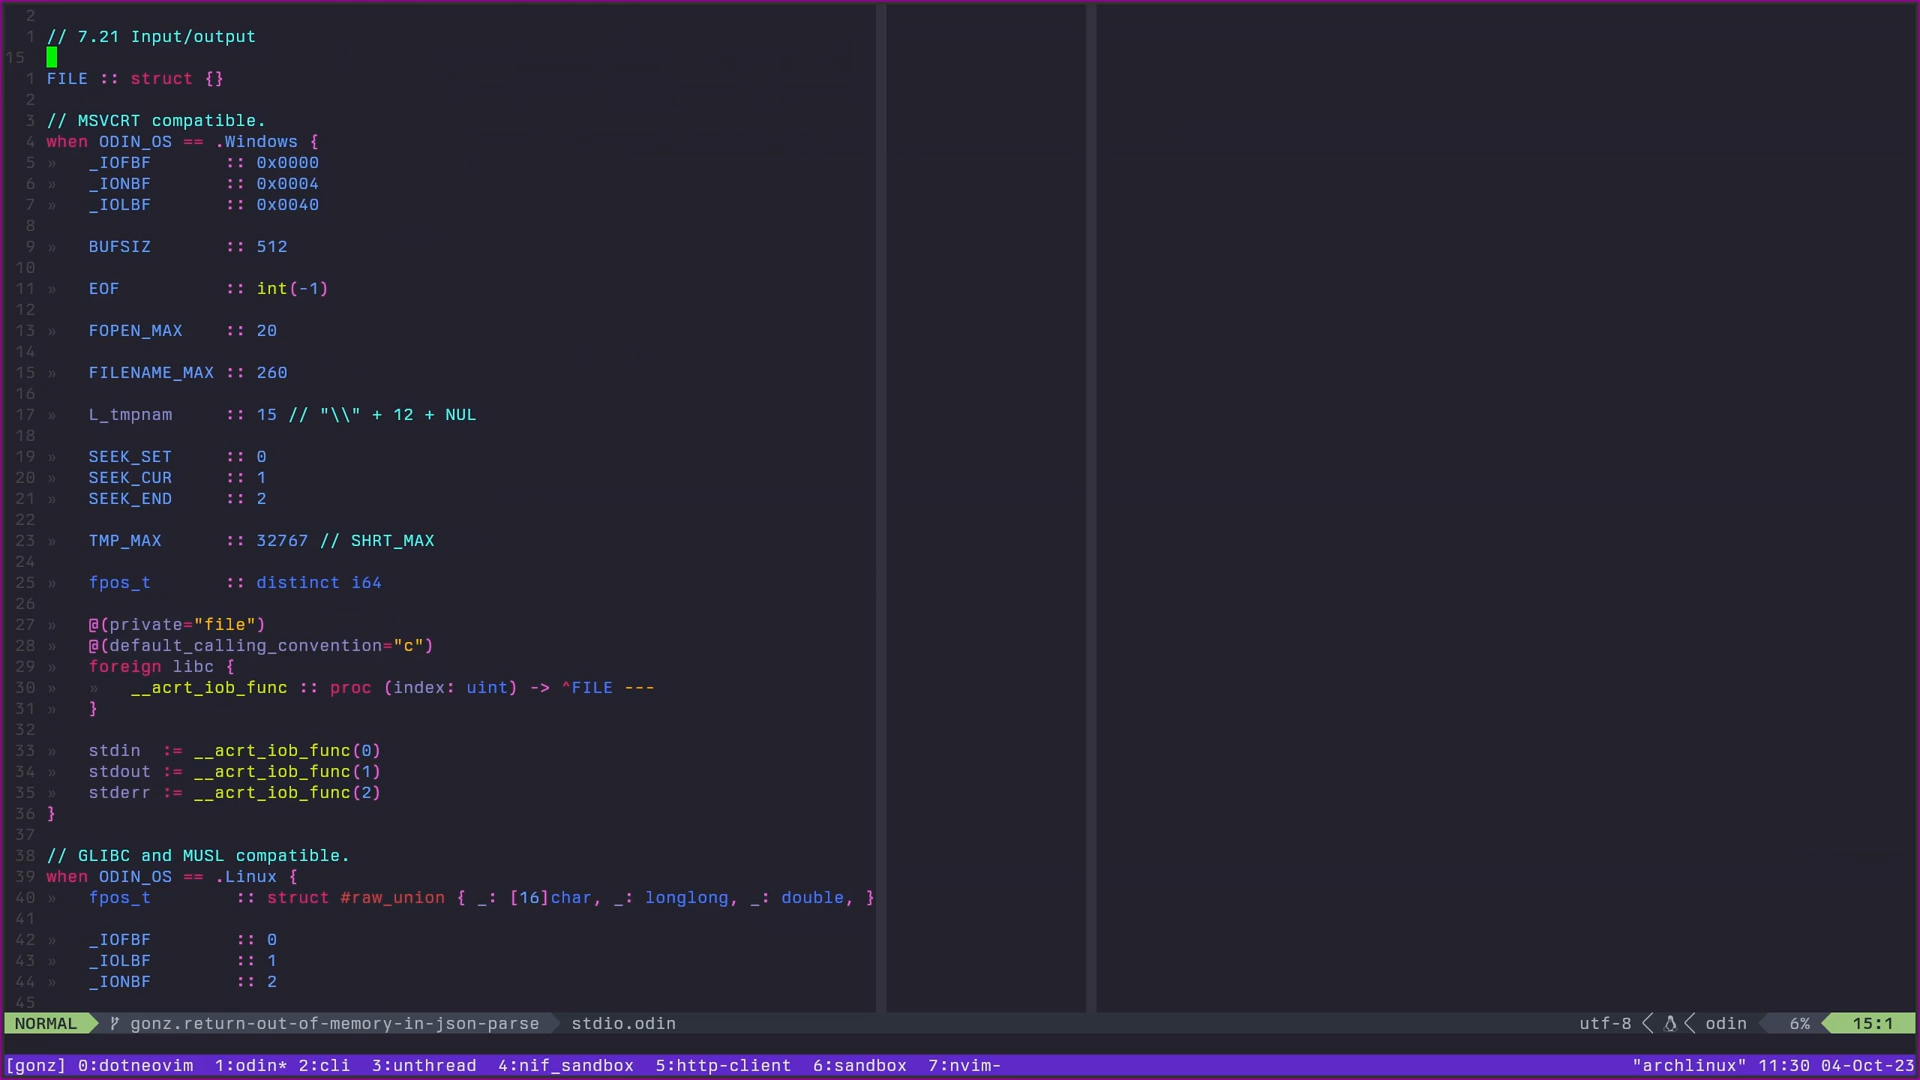 2
1 // 7.21 Input/output
15
1 FILE :: struct {}
2
3 // MSVCRT compatible.
4 when ODIN_OS == .Windows {
5 »   _IOFBF       :: 0x0000
6 »   _IONBF       :: 0x0004
7 »   _IOLBF       :: 0x0040
8
9 »   BUFSIZ       :: 512
10
11 »   EOF          :: int(-1)
12
13 »   FOPEN_MAX    :: 20
14
15 »   FILENAME_MAX :: 260
16
17 »   L_tmpnam     :: 15 // "\\" + 12 + NUL
18
19 »   SEEK_SET     :: 0
20 »   SEEK_CUR     :: 1
21 »   SEEK_END     :: 2
22
23 »   TMP_MAX      :: 32767 // SHRT_MAX
24
25 »   fpos_t       :: distinct i64
26
27 »   @(private="file")
28 »   @(default_calling_convention="c")
29 »   foreign libc {
30 »   »   __acrt_iob_func :: proc (index: uint) -> ^FILE ---
31 »   }
32
33 »   stdin  := __acrt_iob_func(0)
34 »   stdout := __acrt_iob_func(1)
35 »   stderr := __acrt_iob_func(2)
36 }
37
38 // GLIBC and MUSL compatible.
39 when ODIN_OS == .Linux {
40 »   fpos_t        :: struct #raw_union { _: [16]char, _: longlong, _: double, }
41
42 »   _IOFBF        :: 0
43 »   _IOLBF        :: 1
44 »   _IONBF        :: 2
45
NORMAL gonz.return-out-of-memory-in-json-parse stdio.odin utf-8 odin 6% 15:1
[gonz] 0:dotneovim 1:odin* 2:cli 3:unthread 4:nif_sandbox 5:http-client 6:sandbox 7:nvim- "archlinux" 11:30 04-Oct-23